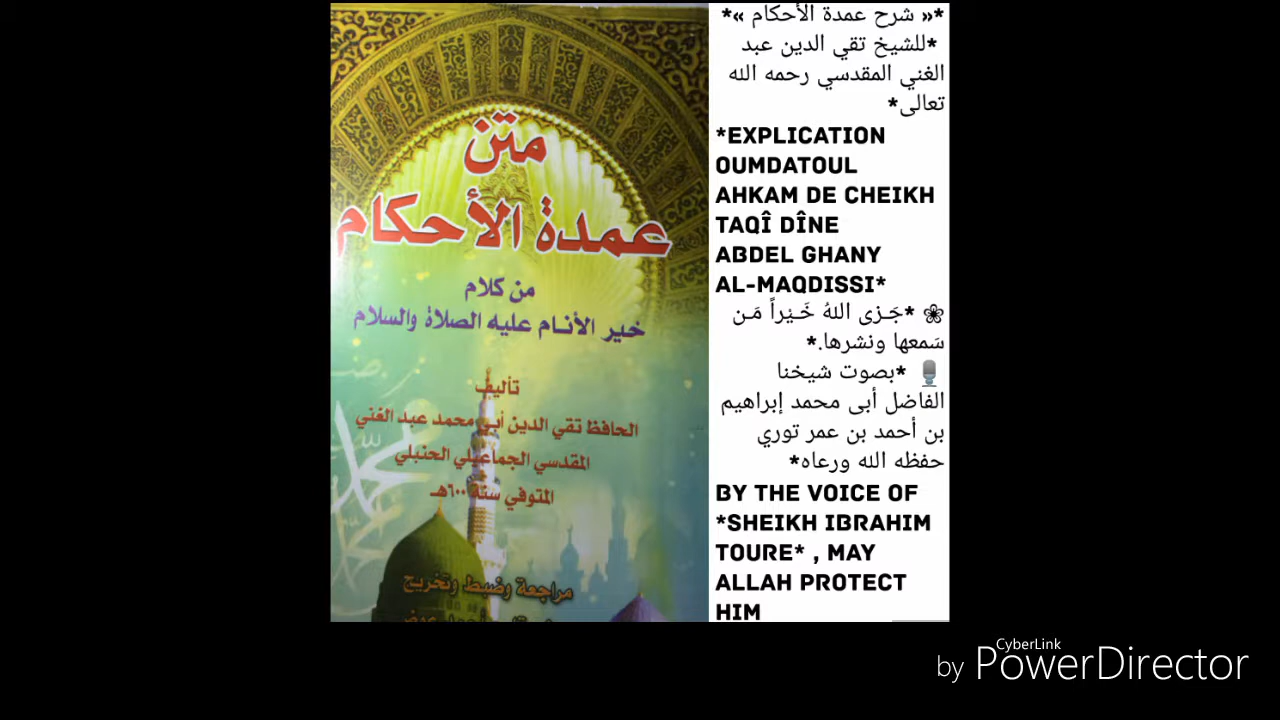 متن
عمدة الأحكام
من كلام
خير الأنام عليه الصلاة والسلام
تأليف
الحافظ تقي الدين أبي محمد عبد الغني
المقدسي الجماعيلي الحنبلي
المتوفي سنة ٦٠٠هـ
مراجعة وضبط وتخريج
*« شرح عمدة الأحكام »*
*للشيخ تقي الدين عبد
الغني المقدسي رحمه الله
تعالى*
*EXPLICATION
OUMDATOUL
AHKAM DE CHEIKH
TAQÎ DÎNE
ABDEL GHANY
AL-MAQDISSI*
❀ *جَـزى اللهُ خَـيْراً مَـن
سَمعها ونشرها.*
🎙 *بصوت شيخنا
الفاضل أبى محمد إبراهيم
بن أحمد بن عمر توري
حفظه الله ورعاه*
BY THE VOICE OF
*SHEIKH IBRAHIM
TOURE* , MAY
ALLAH PROTECT
HIM
CyberLink
by PowerDirector